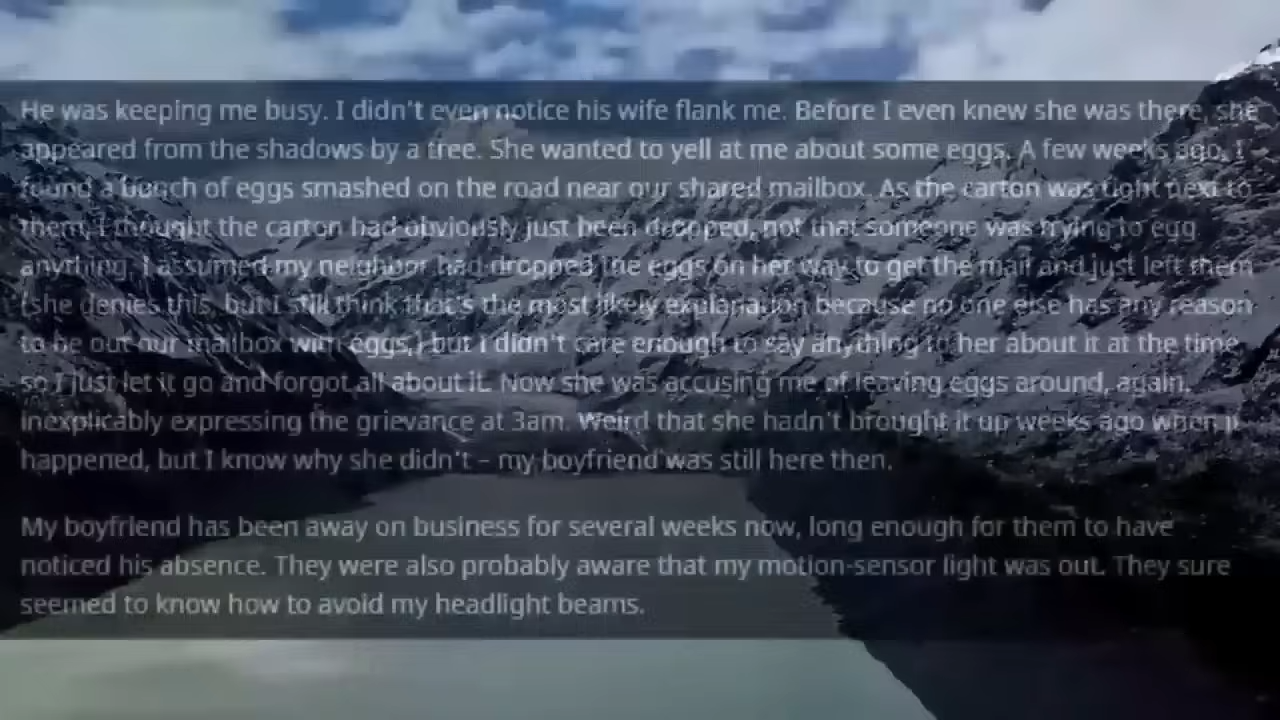 He was keeping me busy. I didn't even notice his wife flank me. Before I even knew she was there, she
appeared from the shadows by a tree. She wanted to yell at me about some eggs. A few weeks ago, I
found a bunch of eggs smashed on the road near our shared mailbox. As the carton was right next to
them, I thought the carton had obviously just been dropped, not that someone was trying to egg
anything. I assumed my neighbor had dropped the eggs on her way to get the mail and just left them
(she denies this, but I still think that's the most likely explanation because no one else has any reason
to be out our mailbox with eggs,) but I didn't care enough to say anything to her about it at the time,
so I just let it go and forgot all about it. Now she was accusing me of leaving eggs around, again,
inexplicably expressing the grievance at 3am. Weird that she hadn't brought it up weeks ago when it
happened, but I know why she didn't – my boyfriend was still here then.
My boyfriend has been away on business for several weeks now, long enough for them to have
noticed his absence. They were also probably aware that my motion-sensor light was out. They sure
seemed to know how to avoid my headlight beams.